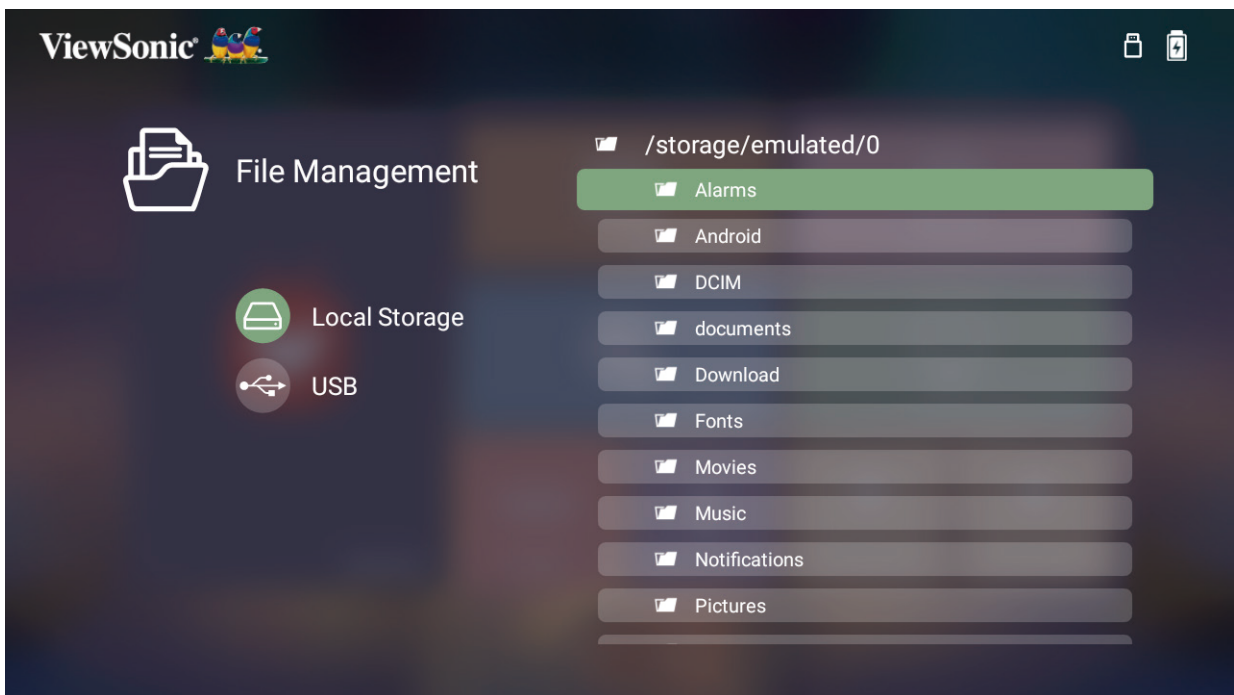 ViewSonic®
File Management
Local Storage
USB
/storage/emulated/0
Alarms
Android
DCIM
documents
Download
Fonts
Movies
Music
Notifications
Pictures